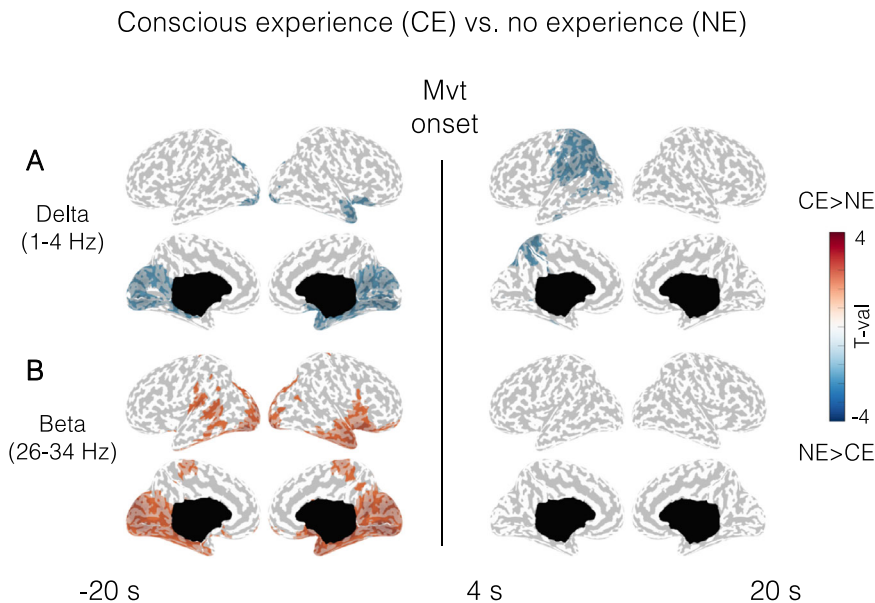 Conscious experience (CE) vs. no experience (NE)
Mvt
onset
A
Delta
(1-4 Hz)
CE>NE
4
T-val
-4
NE>CE
B
Beta
(26-34 Hz)
-20 s
4 s
20 s